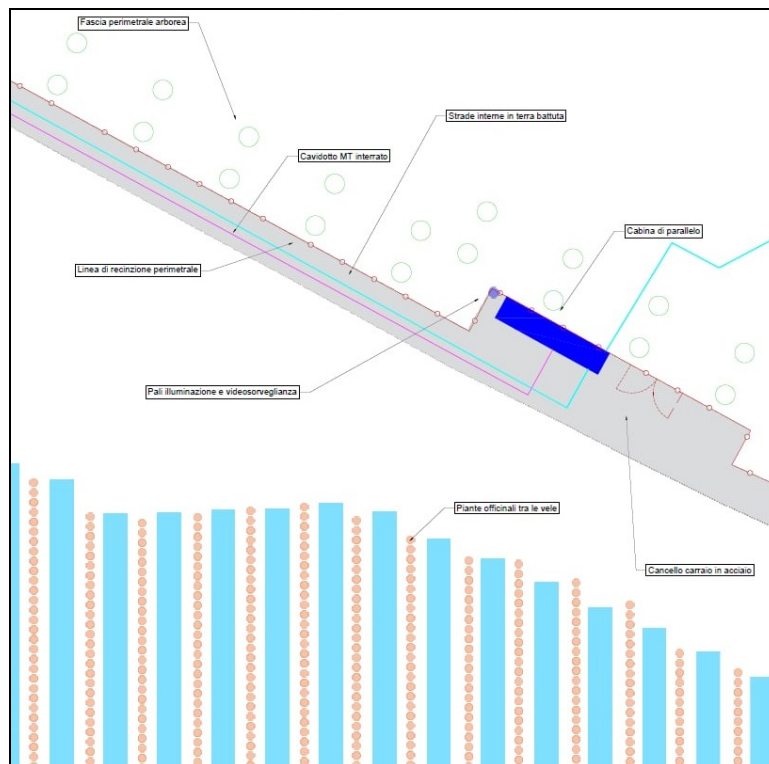 Fascia perimetrale arborea
Strade interne in terra battuta
Cavidotto MT interrato
Cabina di parallelo
Linea di recinzione perimetrale
Pali illuminazione e videosorveglianza
Piante officinali tra le vele
Cancello carraio in acciaio